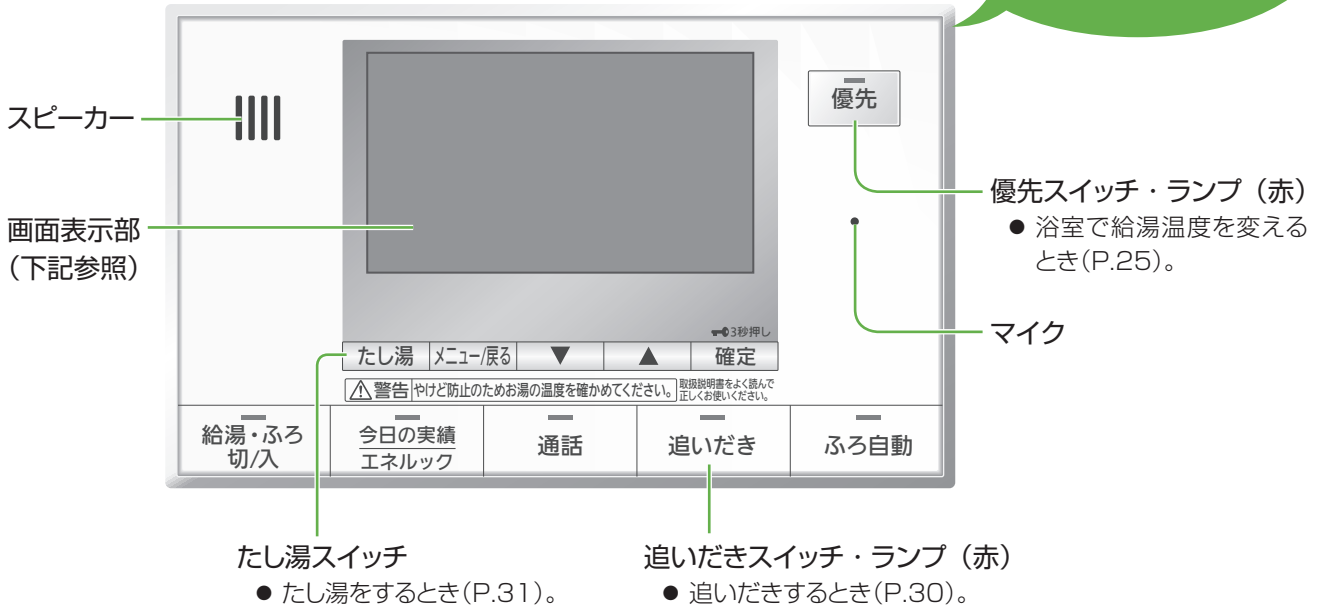 スピーカー
画面表示部
（下記参照）
優先
優先スイッチ・ランプ（赤）
● 浴室で給湯温度を変える
とき(P.25)。
マイク
3秒押し
たし湯 メニュー/戻る ▼ ▲ 確定
警告 やけど防止のためお湯の温度を確かめてください。 取扱説明書をよく読んで
正しくお使いください。
給湯・ふろ
切/入
今日の実績
エネルック
通話
追いだき
ふろ自動
たし湯スイッチ
● たし湯をするとき(P.31)。
追いだきスイッチ・ランプ（赤）
● 追いだきするとき(P.30)。